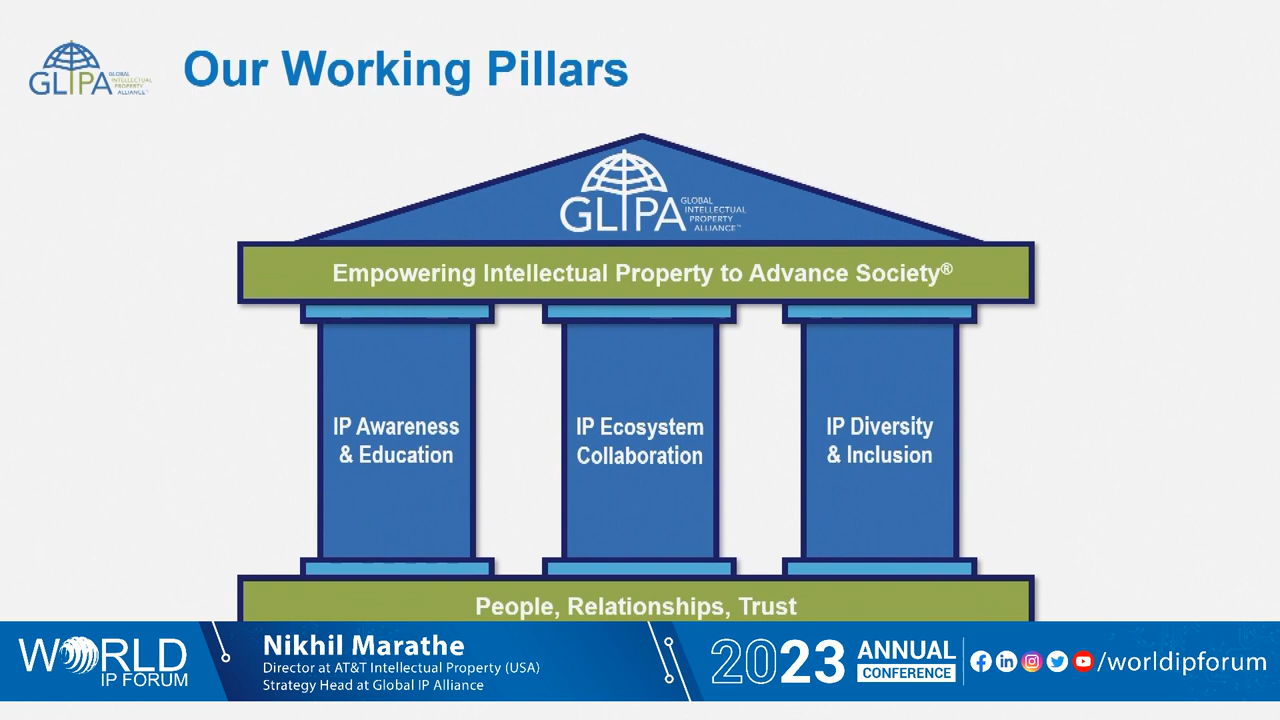 GLIPA GLOBAL
INTELLECTUAL
PROPERTY
ALLIANCE™
Our Working Pillars
GLIPA GLOBAL
INTELLECTUAL
PROPERTY
ALLIANCE™
Empowering Intellectual Property to Advance Society®
IP Awareness
& Education
IP Ecosystem
Collaboration
IP Diversity
& Inclusion
People, Relationships, Trust
WORLD
IP FORUM
Nikhil Marathe
Director at AT&T Intellectual Property (USA)
Strategy Head at Global IP Alliance
2023 ANNUAL
CONFERENCE
/worldipforum